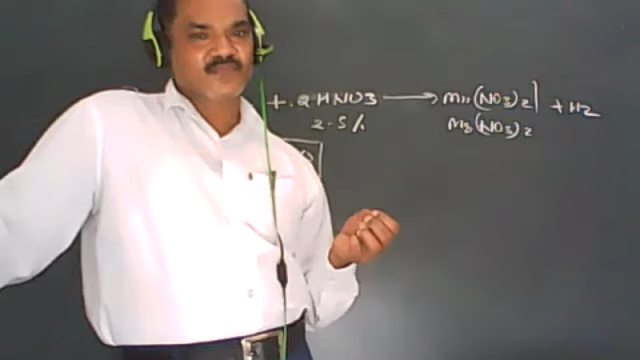 + 2HNO3 → Mn(NO3)2 + H2
2-5% Mg(NO3)2